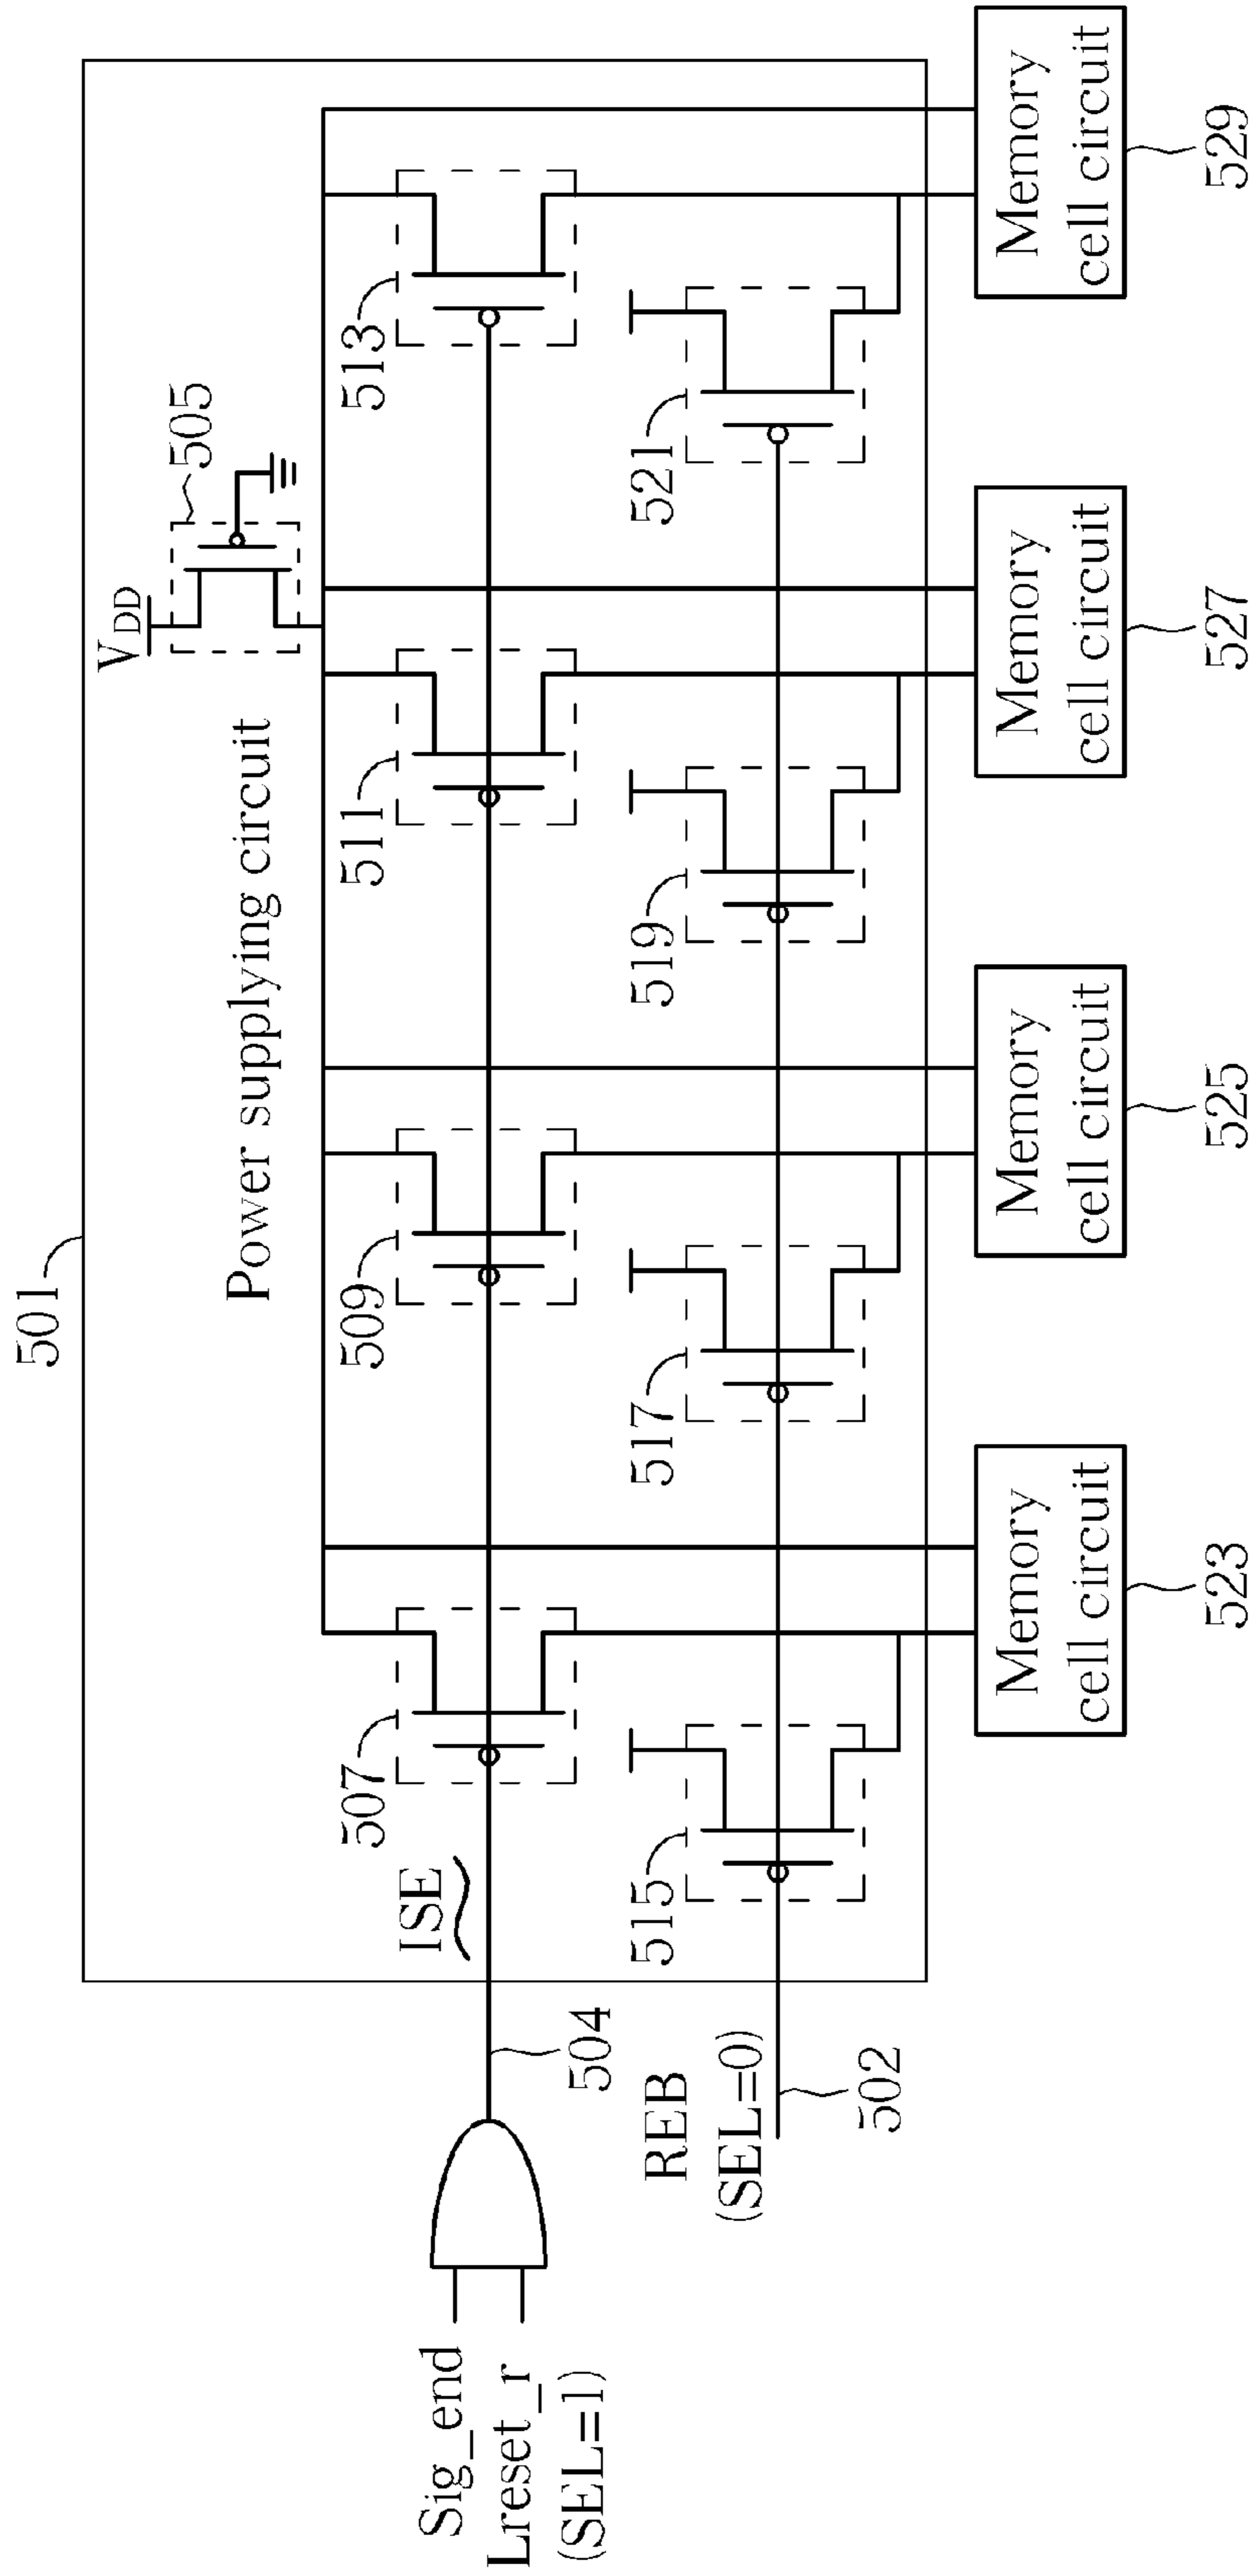 501
Power supplying circuit
V_DD
505
507
509
511
513
ISE
Sig_end
Lreset_r
(SEL=1)
504
515
517
519
521
REB
(SEL=0)
502
Memory
cell circuit
Memory
cell circuit
Memory
cell circuit
Memory
cell circuit
523
525
527
529